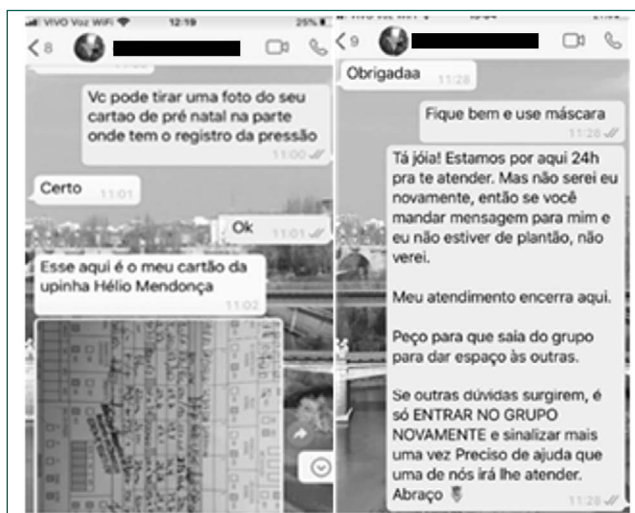 VIVO Voz WiFi 12:19 25%
8
Vc pode tirar uma foto do seu
cartao de pré natal na parte
onde tem o registro da pressão
11:00
Certo 11:01
Ok 11:01
Esse aqui é o meu cartão da
upinha Hélio Mendonça
11:02
VIVO Voz WiFi
9
Obrigadaa 11:28
Fique bem e use máscara
11:28
Tá jóia! Estamos por aqui 24h
pra te atender. Mas não serei eu
novamente, então se você
mandar mensagem para mim e
eu não estiver de plantão, não
verei.
Meu atendimento encerra aqui.
Peço para que saia do grupo
para dar espaço às outras.
Se outras dúvidas surgirem, é
só ENTRAR NO GRUPO
NOVAMENTE e sinalizar mais
uma vez Preciso de ajuda que
uma de nós irá lhe atender.
Abraço
11:28